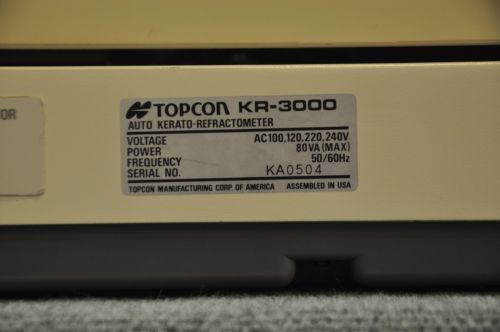 TOPCON KR-3000
AUTO KERATO-REFRACTOMETER
VOLTAGE AC100,120,220,240V
POWER 80VA (MAX)
FREQUENCY 50/60Hz
SERIAL NO. KA0504
TOPCON MANUFACTURING CORP. OF AMERICA ASSEMBLED IN USA